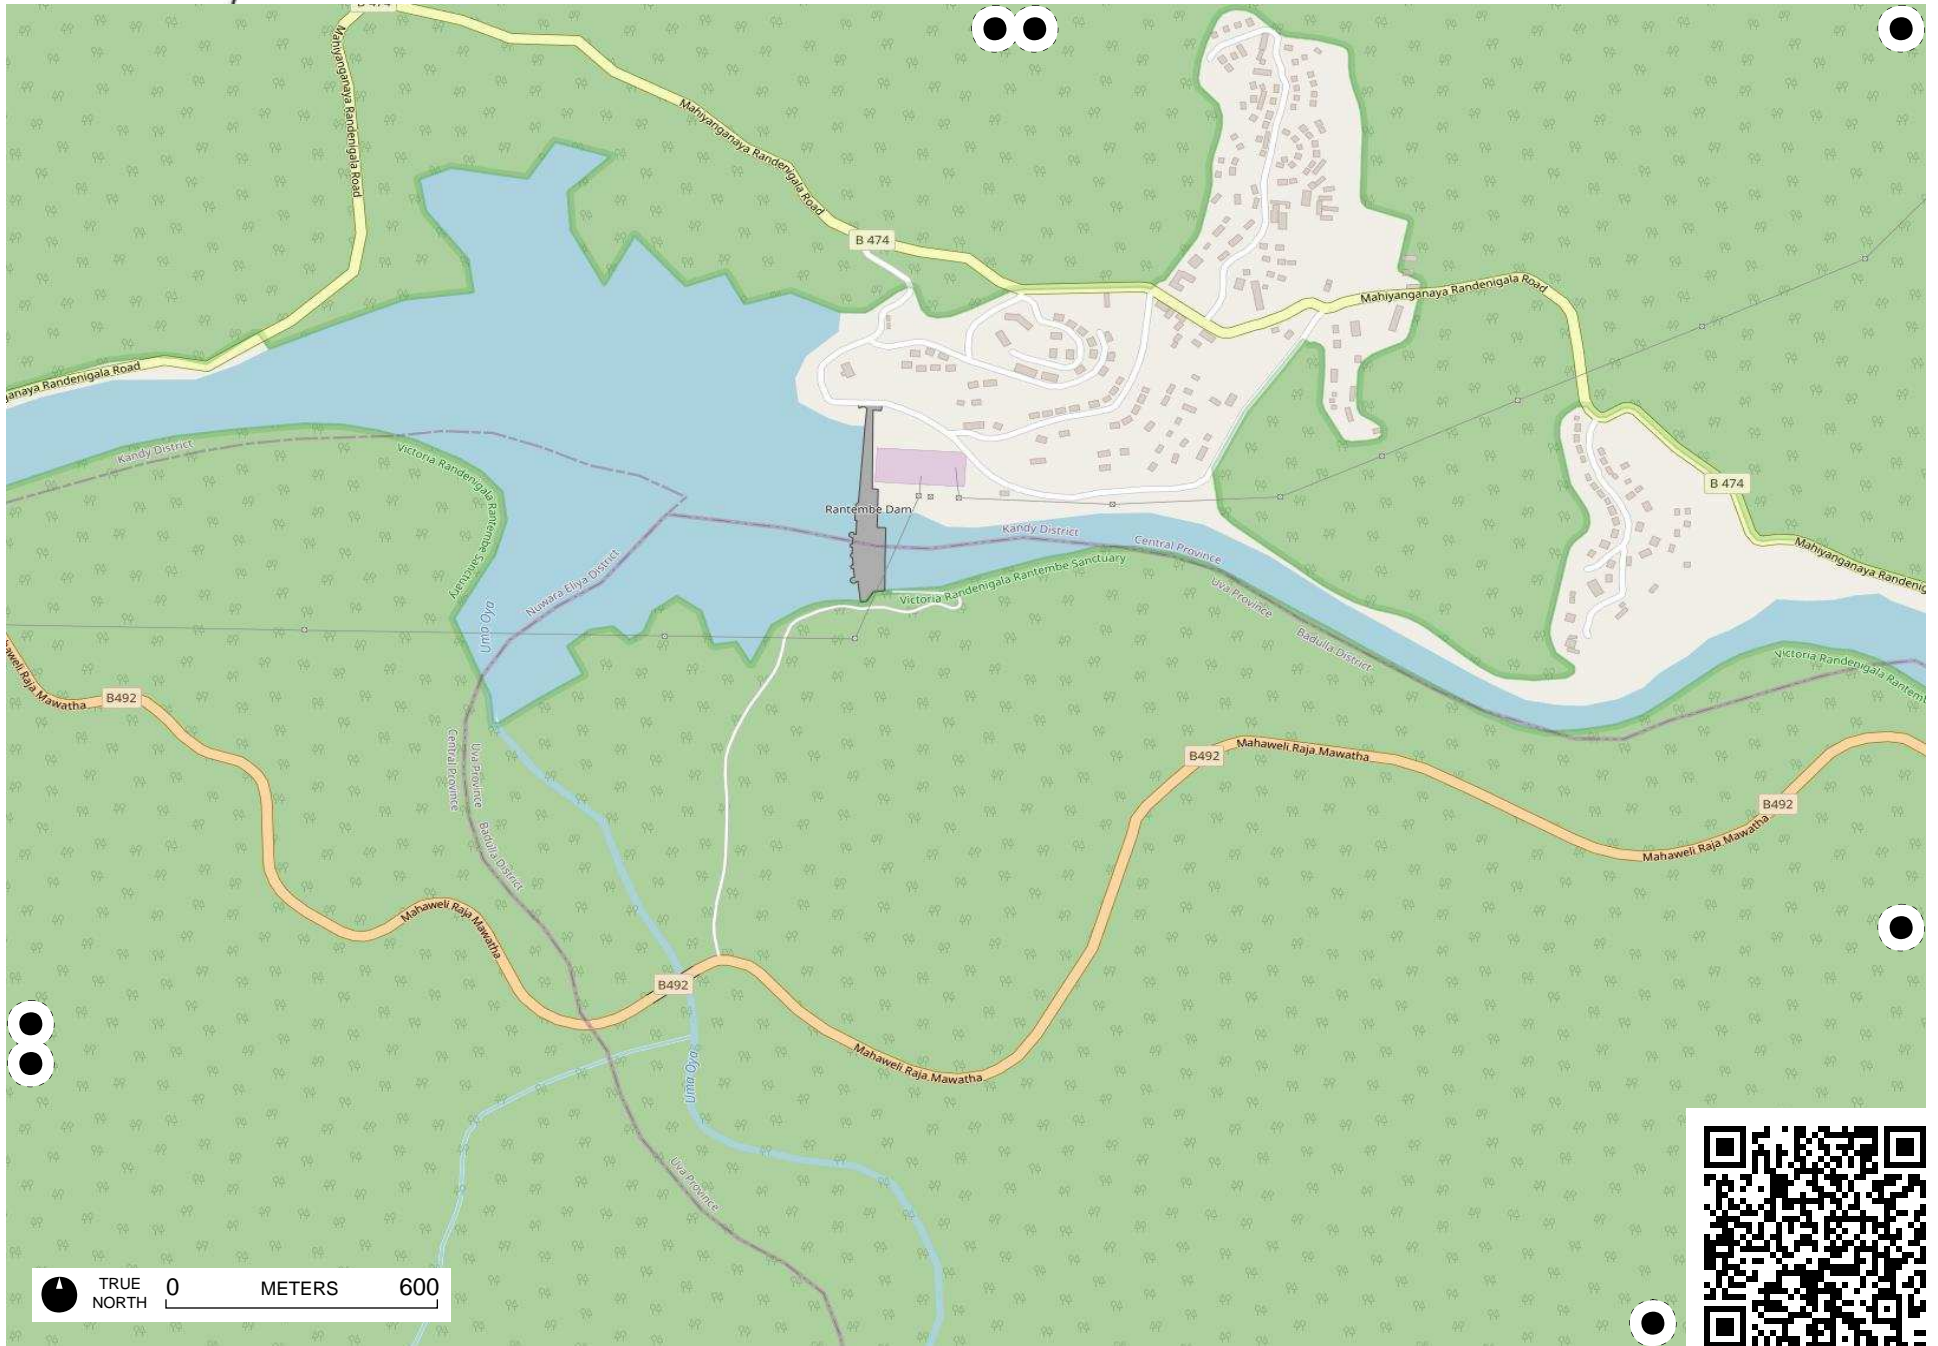 Mahiyanganaya Randenigala Road
Mahiyanganaya Randenigala Road
B 474
Mahiyanganaya Randenigala Road
ganaya Randenigala Road
Kandy District
Victoria Randenigala Rantembe Sanctuary
B 474
Rantembe Dam
Kandy District
Central Province
Mahiyanganaya Randenig
Nuwara Eliya District
Victoria Randenigala Rantembe Sanctuary
Uva Province
Uma Oya
Badulla District
Victoria Randenigala Rantem
aweli Raja Mawatha
B492
Central Province
Uva Province
B492
Mahaweli Raja Mawatha
B492
Badulla District
Mahaweli Raja Mawatha
Mahaweli Raja Mawatha
B492
Mahaweli Raja Mawatha
Uma Oya
Uva Province
TRUE
NORTH
0 METERS 600